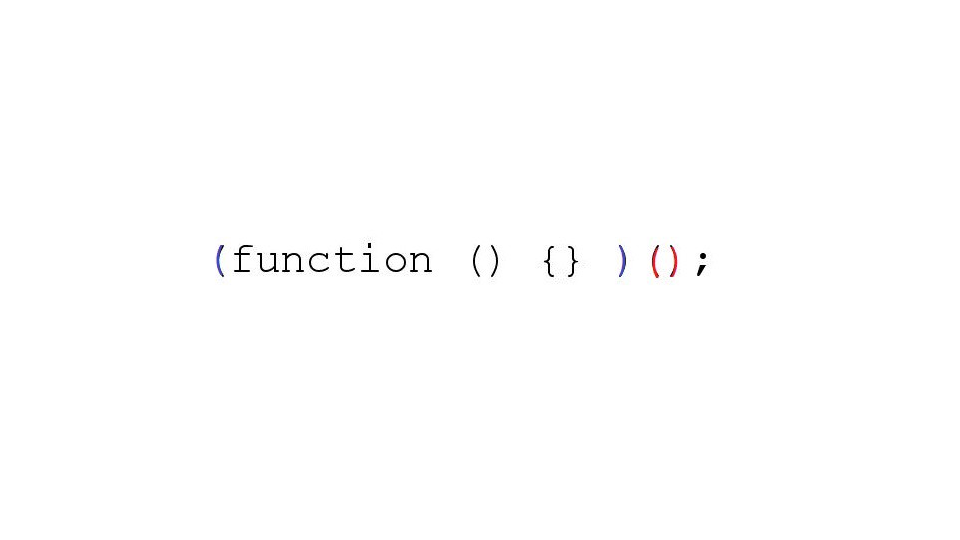 (function () {} )();